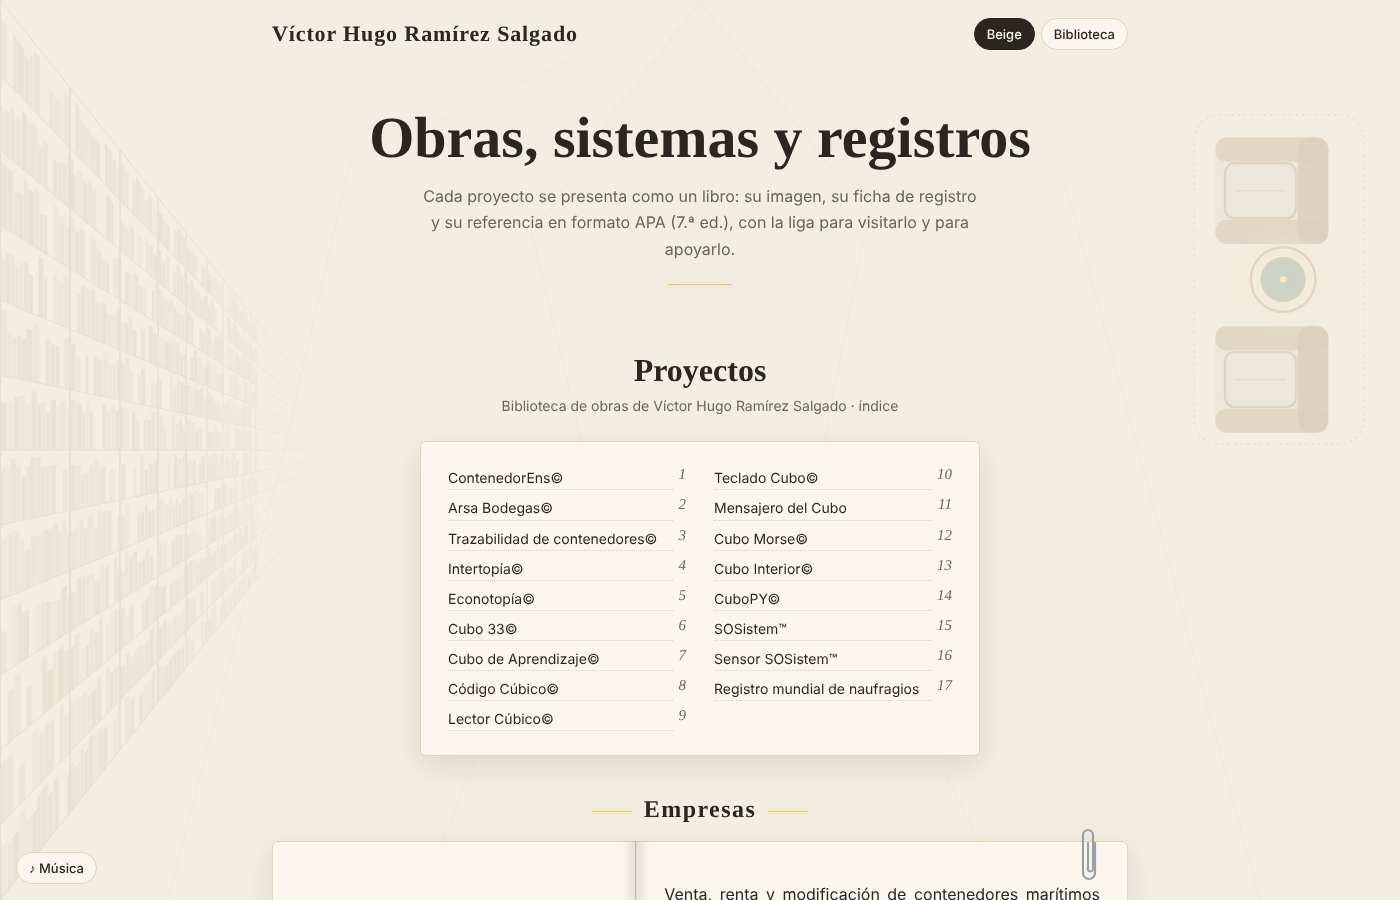 Víctor Hugo Ramírez Salgado
Beige
Biblioteca
Obras, sistemas y registros
Cada proyecto se presenta como un libro: su imagen, su ficha de registro
y su referencia en formato APA (7.ª ed.), con la liga para visitarlo y para
apoyarlo.
Proyectos
Biblioteca de obras de Víctor Hugo Ramírez Salgado · índice
ContenedorEns© 1
Arsa Bodegas© 2
Trazabilidad de contenedores© 3
Intertopía© 4
Econotopía© 5
Cubo 33© 6
Cubo de Aprendizaje© 7
Código Cúbico© 8
Lector Cúbico© 9
Teclado Cubo© 10
Mensajero del Cubo 11
Cubo Morse© 12
Cubo Interior© 13
CuboPY© 14
SOSistem™ 15
Sensor SOSistem™ 16
Registro mundial de naufragios 17
Empresas
Venta, renta y modificación de contenedores marítimos
♪ Música